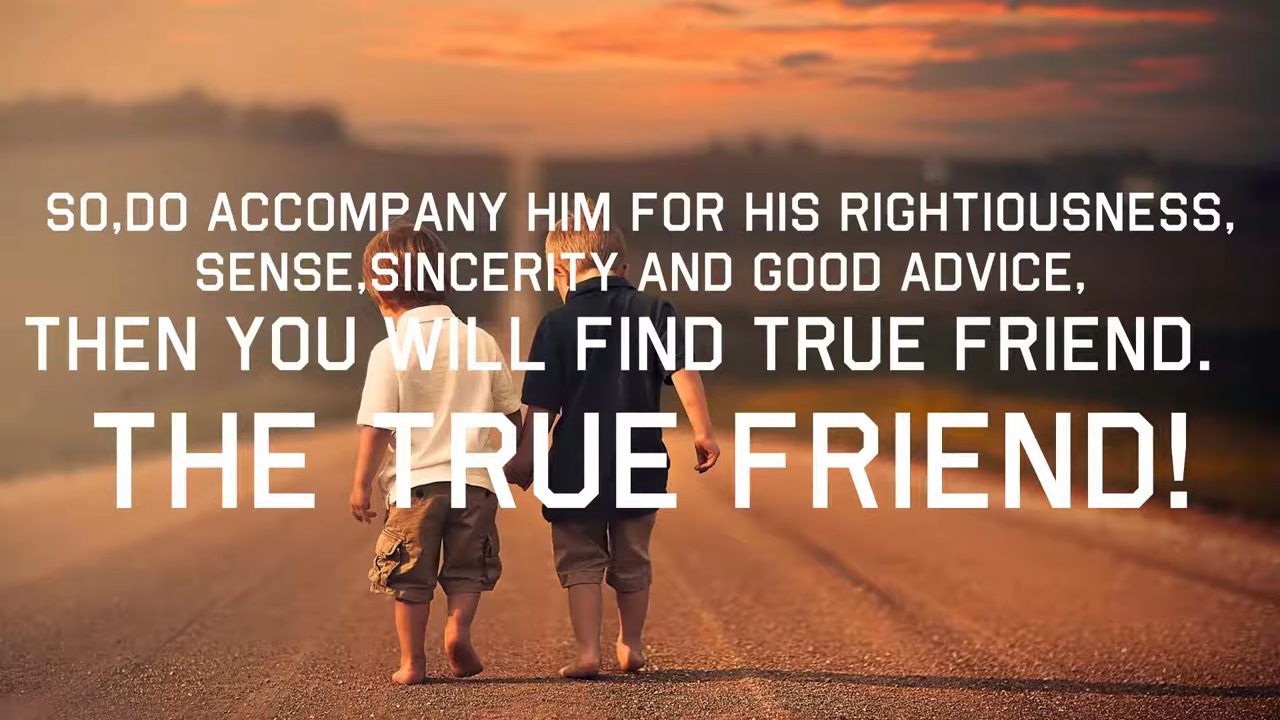 SO,DO ACCOMPANY HIM FOR HIS RIGHTIOUSNESS,
SENSE,SINCERITY AND GOOD ADVICE,
THEN YOU WILL FIND TRUE FRIEND.
THE TRUE FRIEND!